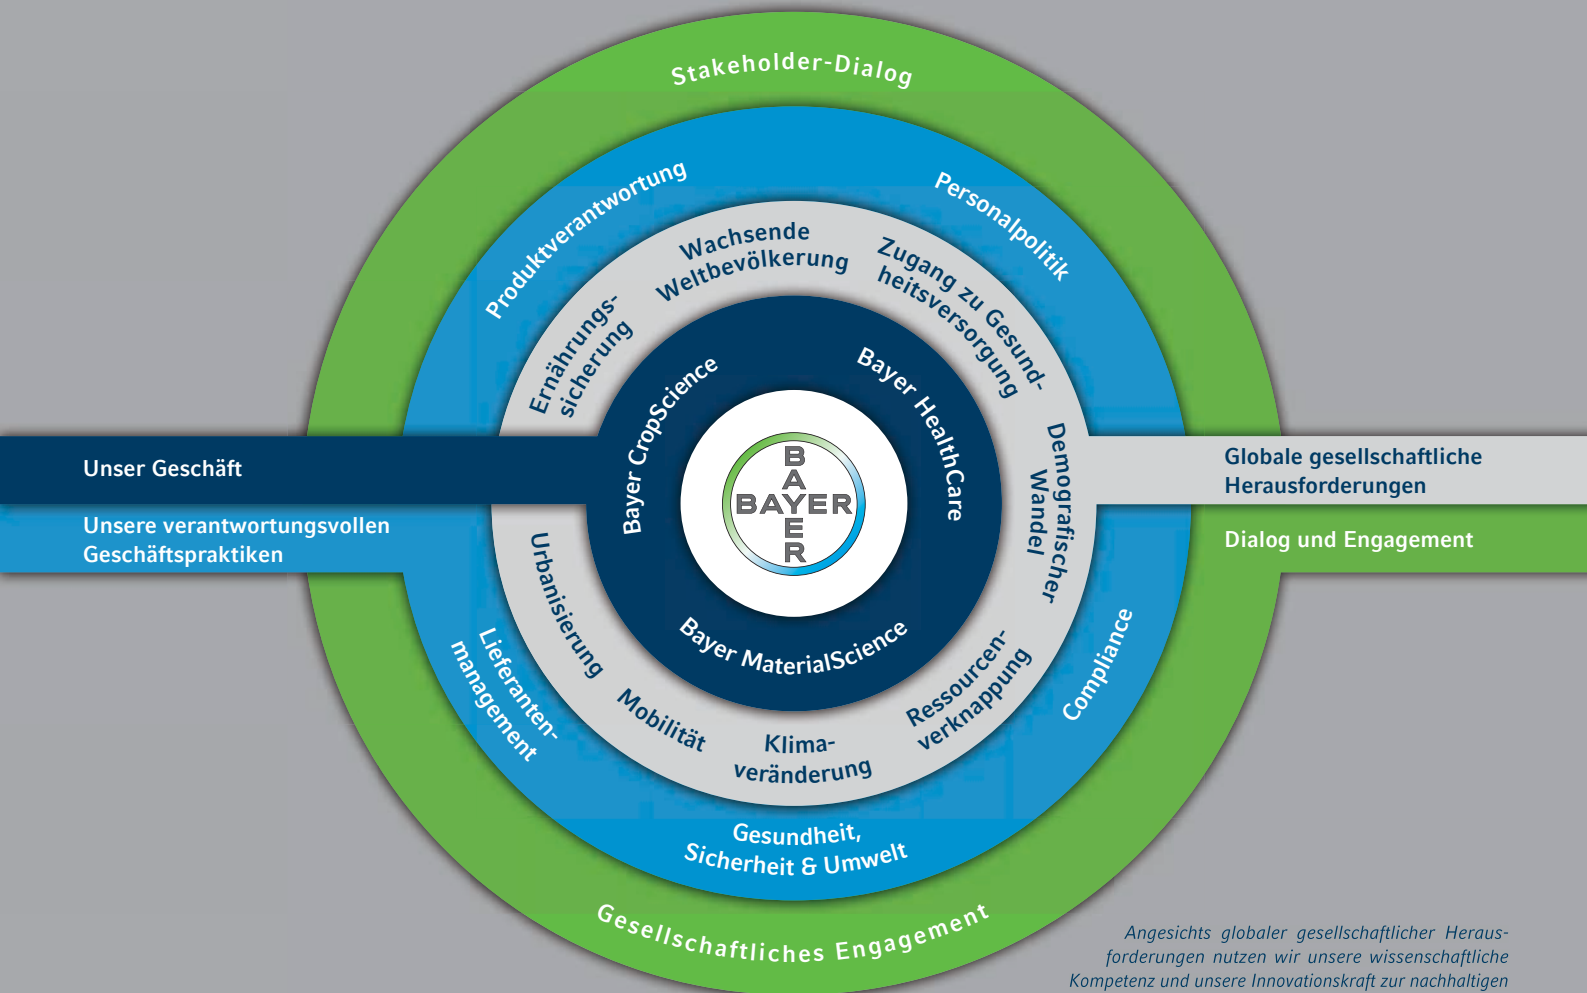 Stakeholder-Dialog
Produktverantwortung
Personalpolitik
Wachsende
Weltbevölkerung
Zugang zu Gesund-
heitsversorgung
Ernährungs-
sicherung
Bayer CropScience
Bayer HealthCare
Demografischer
Wandel
Unser Geschäft
Unsere verantwortungsvollen
Geschäftspraktiken
BAYER
BAYER
Globale gesellschaftliche
Herausforderungen
Dialog und Engagement
Urbanisierung
Bayer MaterialScience
Lieferanten-
management
Mobilität
Klima-
veränderung
Ressourcen-
verknappung
Compliance
Gesundheit,
Sicherheit & Umwelt
Gesellschaftliches Engagement
Angesichts globaler gesellschaftlicher Heraus-
forderungen nutzen wir unsere wissenschaftliche
Kompetenz und unsere Innovationskraft zur nachhaltigen